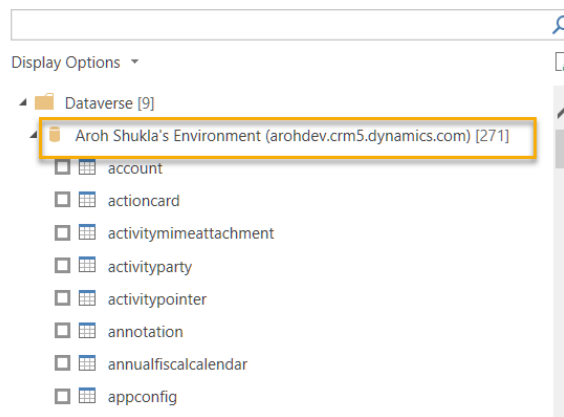 Display Options
Dataverse [9]
Aroh Shukla's Environment (arohdev.crm5.dynamics.com) [271]
account
actioncard
activitymimeattachment
activityparty
activitypointer
annotation
annualfiscalcalendar
appconfig